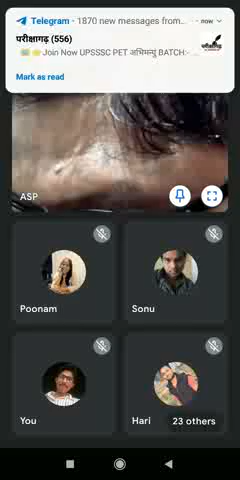 Telegram · 1870 new messages from... · now
परीक्षागढ़ (556)
Join Now UPSSSC PET अभिमन्यु BATCH:-
Mark as read
ASP
Poonam
Sonu
You
Hari
23 others